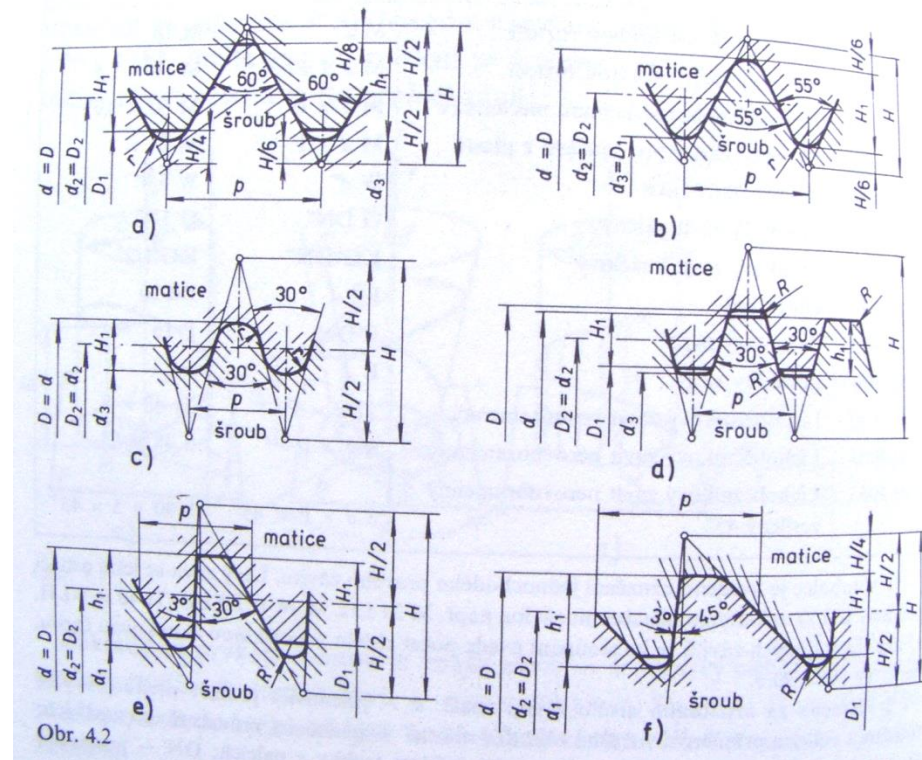 matice
60°
60°
šroub
H/8
H/2
H
H₁
h₁
H/4
H/6
H/2
r
p
d = D
d₂ = D₂
D₁
d₃
a)
matice
55°
55°
šroub
H/6
H₁
H
H/6
r
p
d = D
d₂ = D₂
d₃ = D₁
b)
matice
30°
30°
H₁
H/2
H
H/2
p
šroub
D = d
D₂ = d₂
d₃
c)
matice
R
R
30°
30°
R
H₁
h₁
H
p
šroub
D
d
D₂ = d₂
D₁
d₃
d)
p
matice
3°
30°
h₁
H₁
H/2
H
H/2
R
šroub
d = D
d₂ = D₂
d₁
D₁
e)
p
matice
3°
45°
h₁
H/4
H₁
H/2
H/2
H
R
šroub
d = D
d₂ = D₂
d₁
D₁
f)
Obr. 4.2